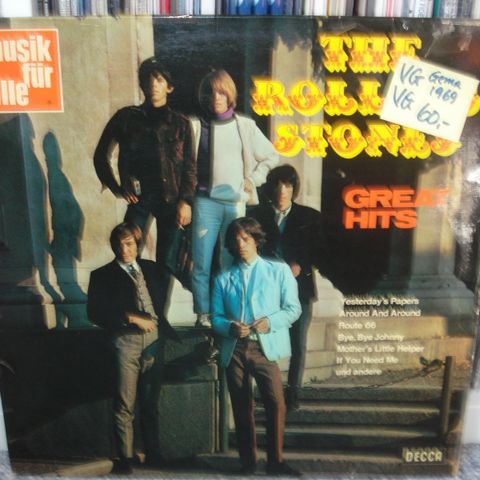 musik
für
alle
THE
ROLLING
STONES
VG Gema
1969
VG 60,-
GREAT
HITS
Yesterday's Papers
Around And Around
Route 66
Bye, Bye Johnny
Mother's Little Helper
If You Need Me
und andere
DECCA